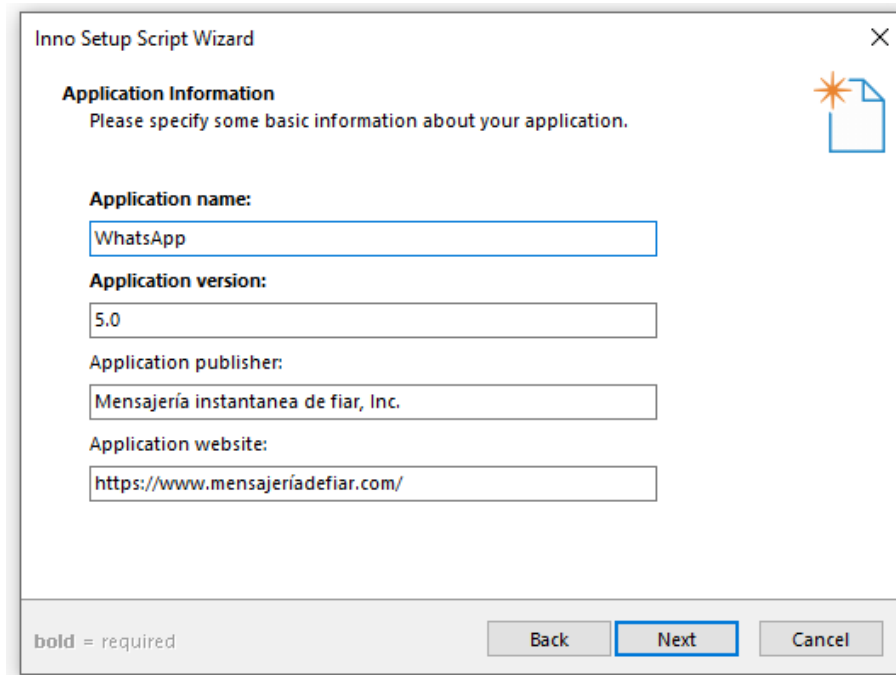 Inno Setup Script Wizard
Application Information
Please specify some basic information about your application.
Application name:
WhatsApp
Application version:
5.0
Application publisher:
Mensajería instantanea de fiar, Inc.
Application website:
https://www.mensajeríadefiar.com/
bold = required
Back Next Cancel